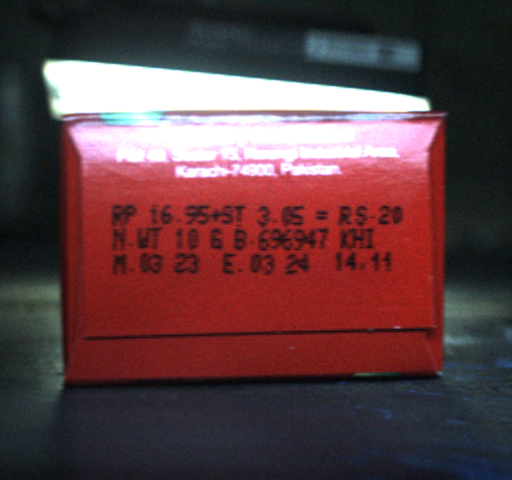 Karachi-74900, Pakistan.
RP 16.95+ST 3.05 = RS.20
N.WT 10 G B-696947 KHI
M.03 23 E.03 24 14.11